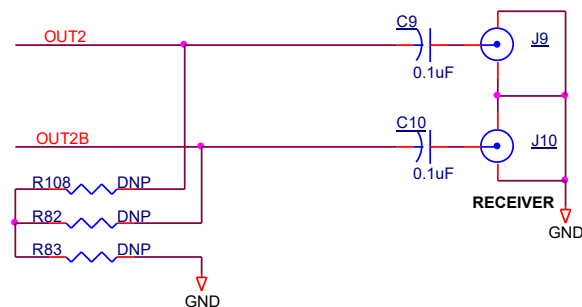 OUT2
C9
J9
0.1uF
OUT2B
C10
J10
0.1uF
R108 DNP
RECEIVER
R82 DNP
GND
R83 DNP
GND